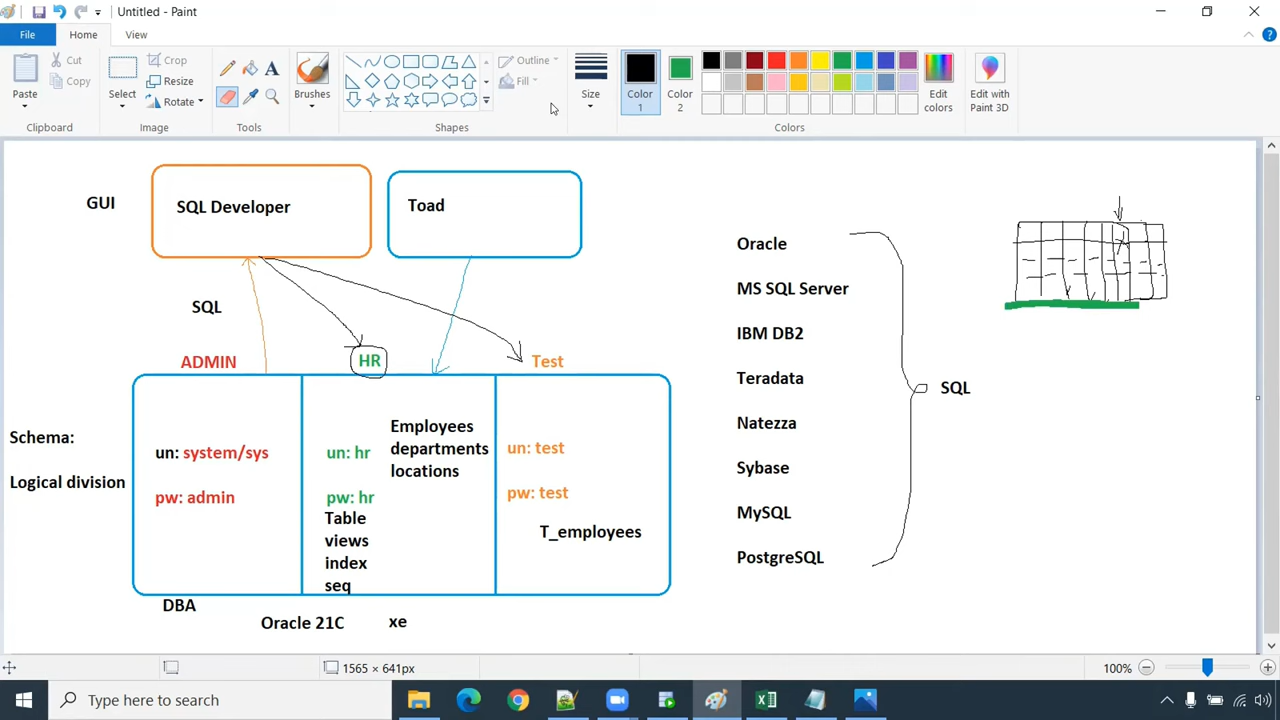 Untitled - Paint
File
Home
View
Paste
Cut
Copy
Clipboard
Select
Crop
Resize
Rotate
Image
A
Tools
Brushes
Outline
Fill
Shapes
Size
Color 1
Color 2
Edit colors
Colors
Edit with Paint 3D
GUI
SQL Developer
Toad
SQL
ADMIN
HR
Test
Schema:
Logical division
un: system/sys
pw: admin
un: hr
pw: hr
Table
views
index
seq
Employees
departments
locations
un: test
pw: test
T_employees
DBA
Oracle 21C
xe
Oracle
MS SQL Server
IBM DB2
Teradata
Natezza
Sybase
MySQL
PostgreSQL
SQL
1565 × 641px
100%
Type here to search